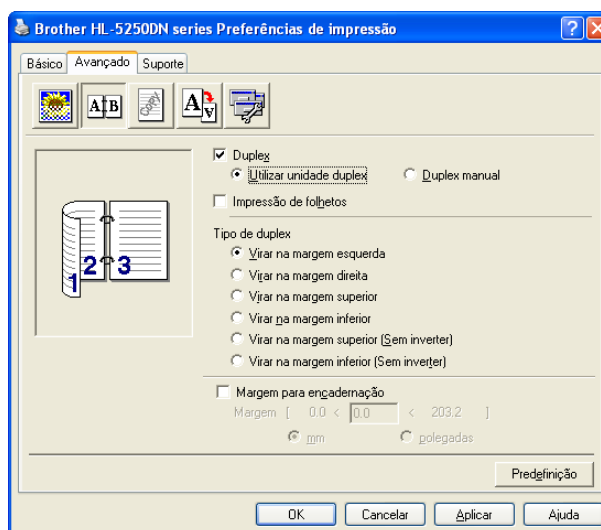 Brother HL-5250DN series Preferências de impressão
Básico Avançado Suporte
A B
A A
Duplex
Utilizar unidade duplex Duplex manual
Impressão de folhetos
Tipo de duplex
Virar na margem esquerda
Virar na margem direita
Virar na margem superior
Virar na margem inferior
Virar na margem superior (Sem inverter)
Virar na margem inferior (Sem inverter)
1 2 3
Margem para encadernação
Margem [ 0.0 < 0.0 < 203.2 ]
mm polegadas
Predefinição
OK Cancelar Aplicar Ajuda